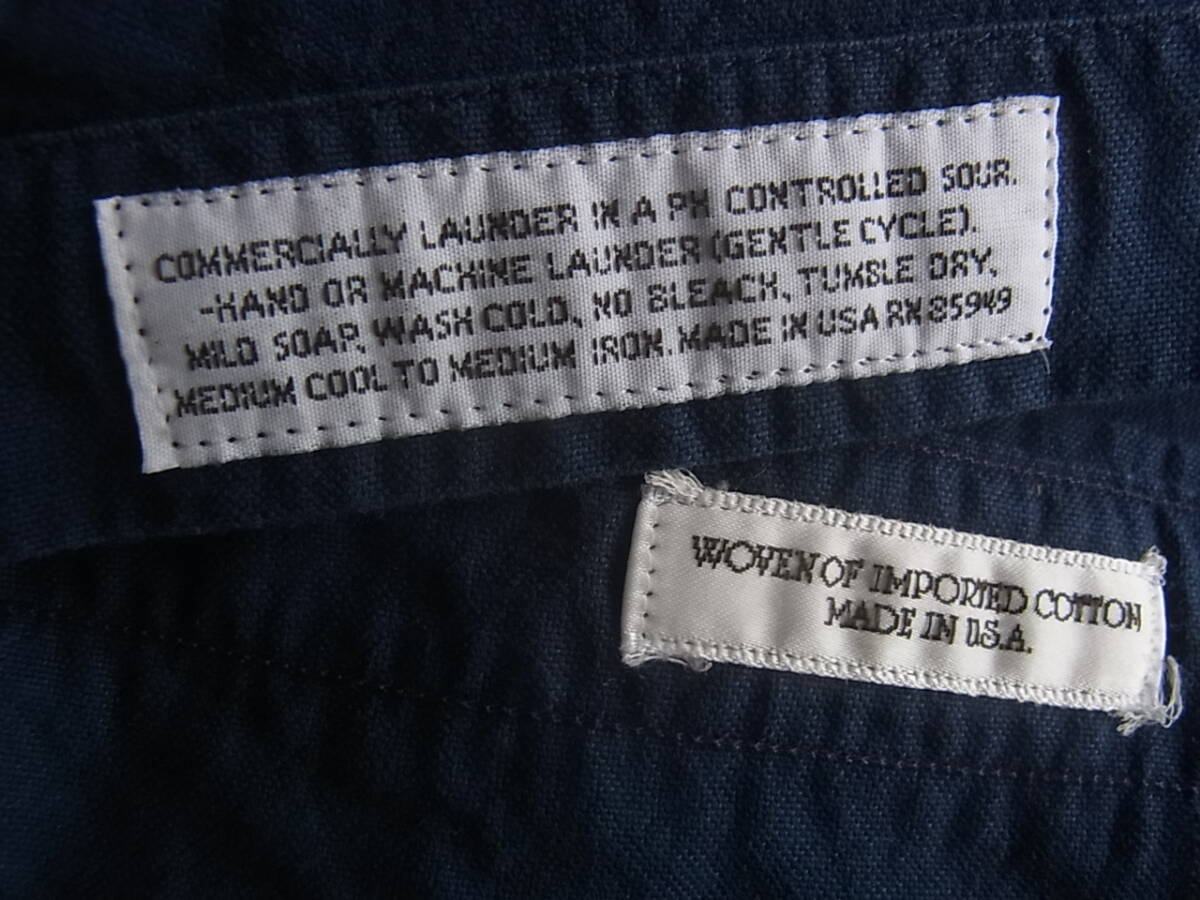 COMMERCIALLY LAUNDER IN A PH CONTROLLED SOUR.
-HAND OR MACHINE LAUNDER (GENTLE CYCLE).
MILD SOAP, WASH COLD, NO BLEACH, TUMBLE DRY,
MEDIUM COOL TO MEDIUM IRON. MADE IN USA RN 85949
WOVEN OF IMPORTED COTTON
MADE IN U.S.A.